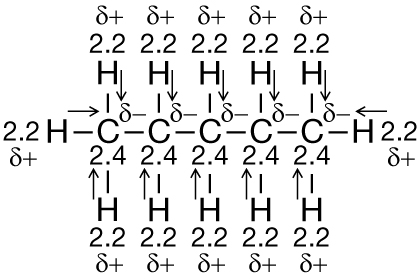 δ+ δ+ δ+ δ+ δ+
2.2 2.2 2.2 2.2 2.2
H H H H H
δ– δ– δ– δ– δ–
2.2 H–C–C–C–C–C–H 2.2
δ+ 2.4 2.4 2.4 2.4 2.4 δ+
H H H H H
2.2 2.2 2.2 2.2 2.2
δ+ δ+ δ+ δ+ δ+